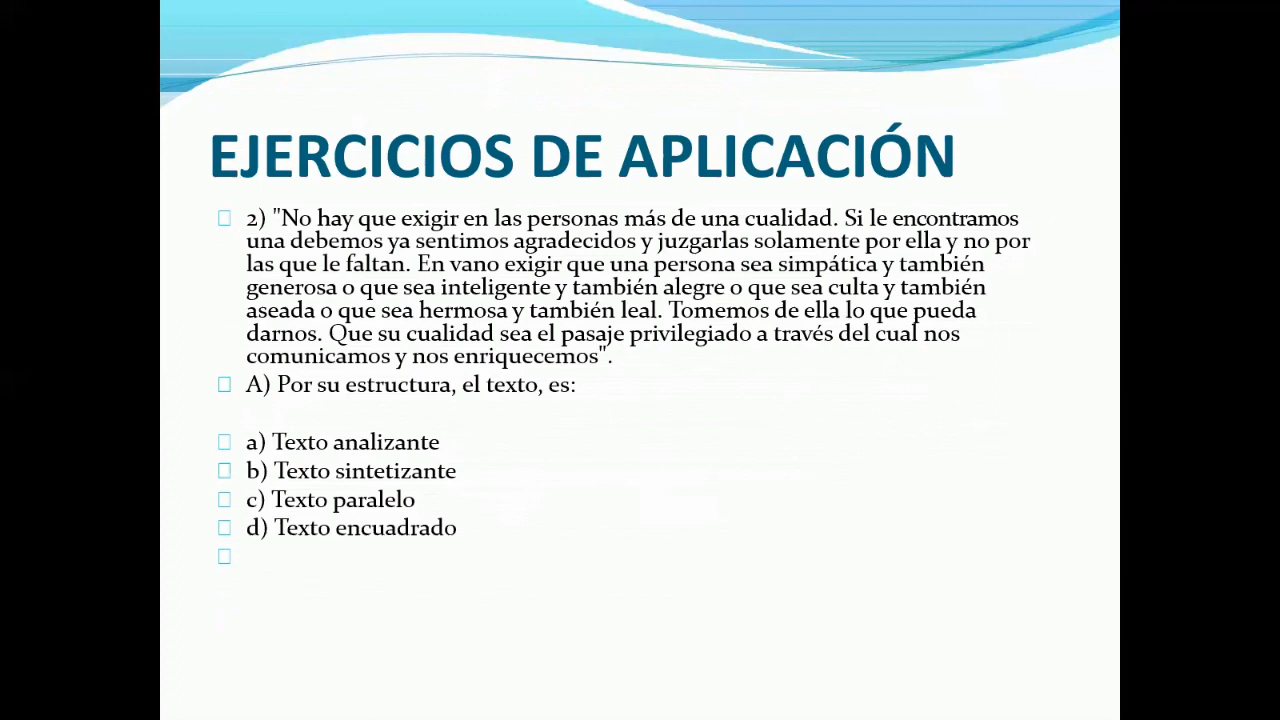 EJERCICIOS DE APLICACIÓN
2) "No hay que exigir en las personas más de una cualidad. Si le encontramos
una debemos ya sentimos agradecidos y juzgarlas solamente por ella y no por
las que le faltan. En vano exigir que una persona sea simpática y también
generosa o que sea inteligente y también alegre o que sea culta y también
aseada o que sea hermosa y también leal. Tomemos de ella lo que pueda
darnos. Que su cualidad sea el pasaje privilegiado a través del cual nos
comunicamos y nos enriquecemos".
A) Por su estructura, el texto, es:
a) Texto analizante
b) Texto sintetizante
c) Texto paralelo
d) Texto encuadrado